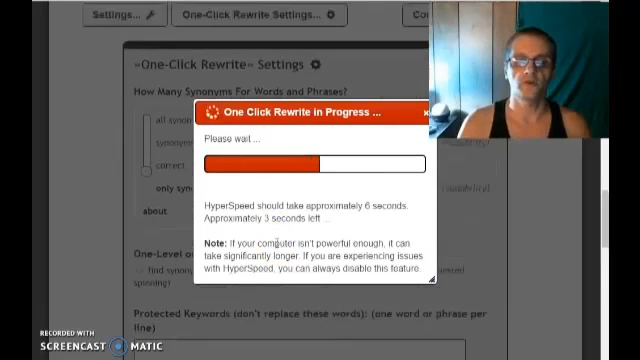 Settings...
One-Click Rewrite Settings...
»One-Click Rewrite« Settings
How Many Synonyms For Words and Phrases?
One Click Rewrite in Progress ...
Please wait ...
HyperSpeed should take approximately 6 seconds.
Approximately 3 seconds left ...
Note: If your computer isn't powerful enough, it can
take significantly longer. If you are experiencing issues
with HyperSpeed, you can always disable this feature.
all
correct
only
about
One-Level
find
spinning)
Protected Keywords (don't replace these words): (one word or phrase per
line)
RECORDED WITH
SCREENCAST MATIC